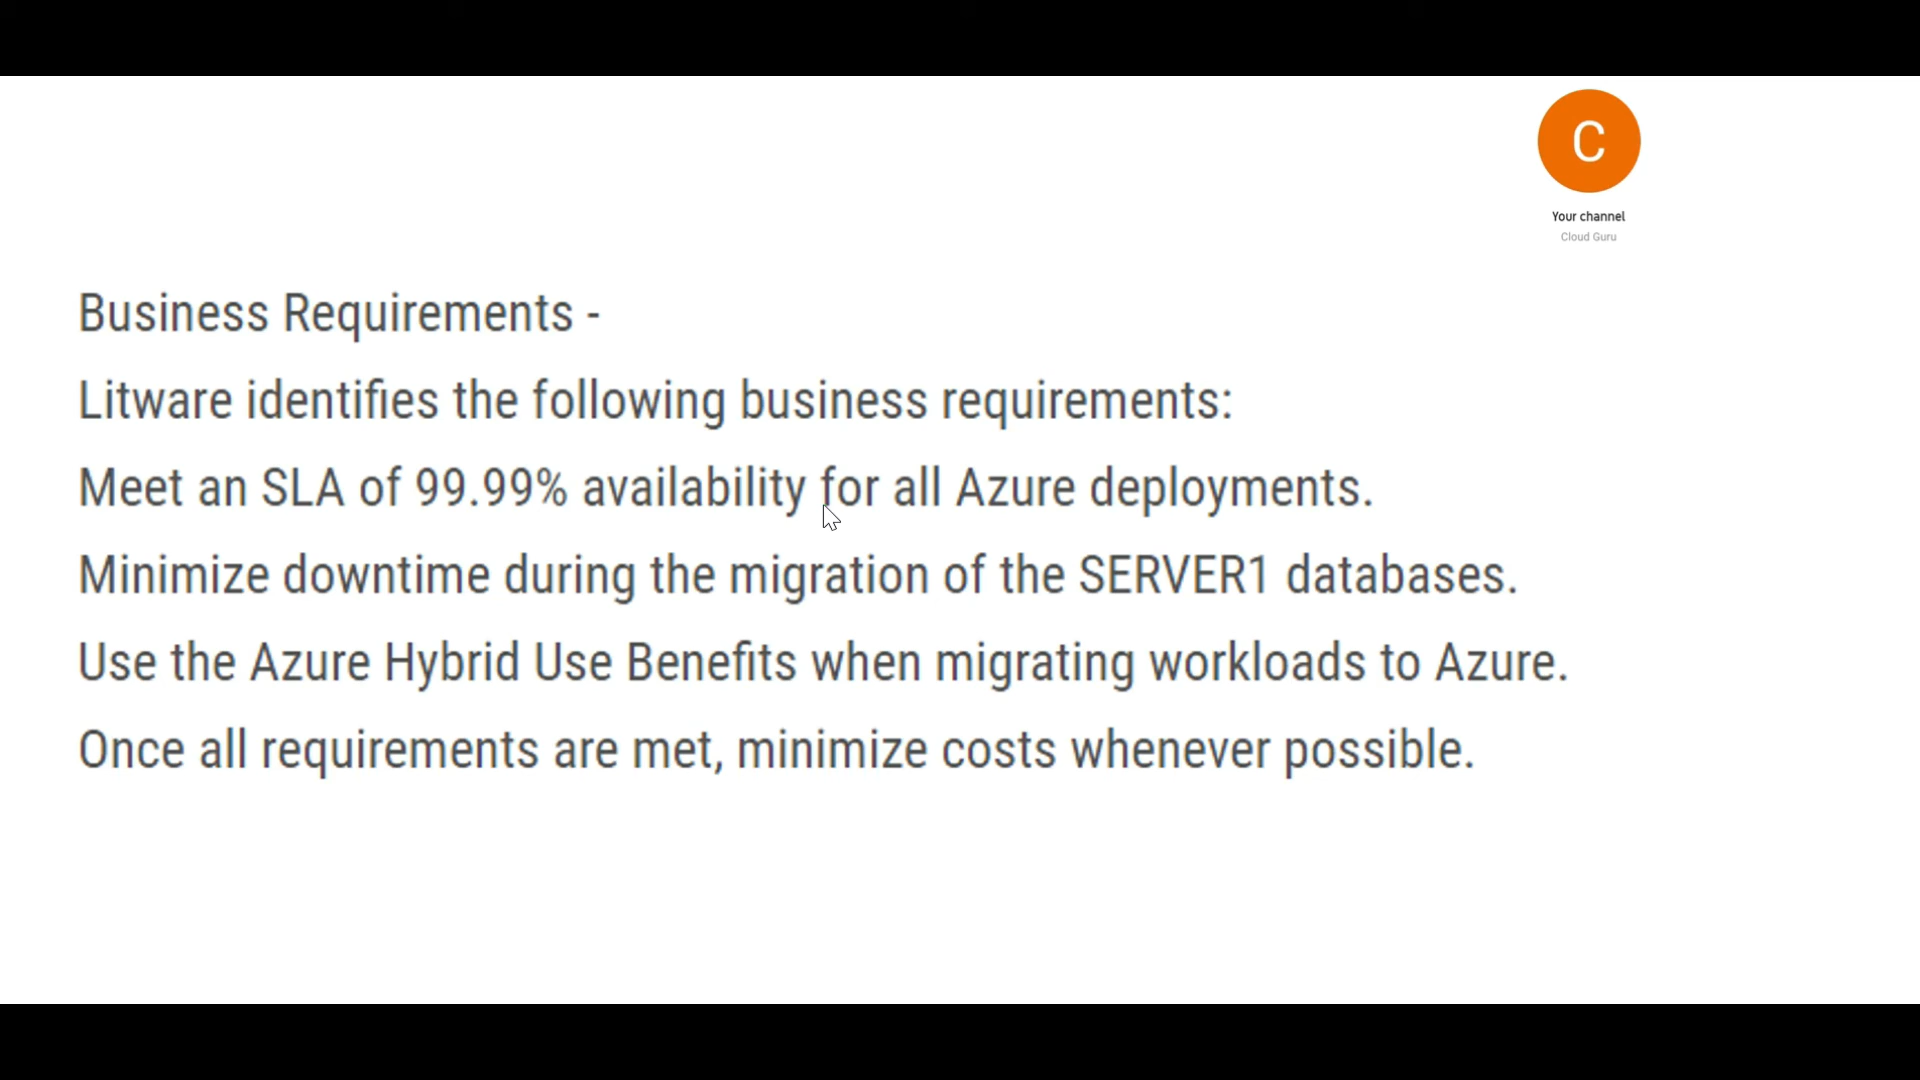 C
Your channel
Cloud Guru
Business Requirements -
Litware identifies the following business requirements:
Meet an SLA of 99.99% availability for all Azure deployments.
Minimize downtime during the migration of the SERVER1 databases.
Use the Azure Hybrid Use Benefits when migrating workloads to Azure.
Once all requirements are met, minimize costs whenever possible.